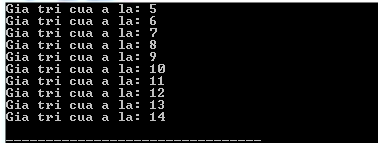 Gia tri cua a la: 5
Gia tri cua a la: 6
Gia tri cua a la: 7
Gia tri cua a la: 8
Gia tri cua a la: 9
Gia tri cua a la: 10
Gia tri cua a la: 11
Gia tri cua a la: 12
Gia tri cua a la: 13
Gia tri cua a la: 14
--------------------------------